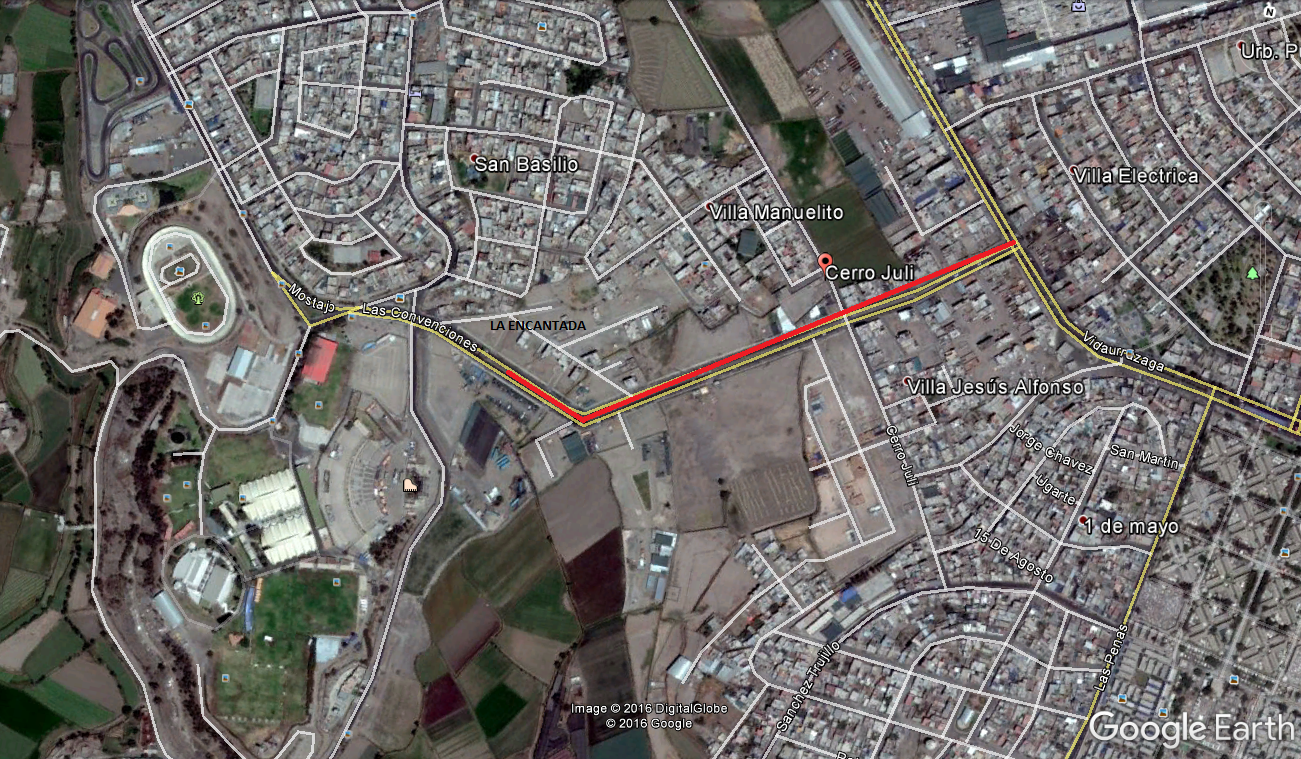 Urb. P
San Basilio
Villa Electrica
Villa Manuelito
Cerro Juli
Mostajo
Las Convenciones
LA ENCANTADA
Vidaurrazaga
Villa Jesús Alfonso
Cerro Juli
Jorge Chavez
San Martin
Ugarte
1 de mayo
15 De Agosto
Las Penas
Sanchez Trujillo
Image © 2016 DigitalGlobe
© 2016 Google
Google Earth
N